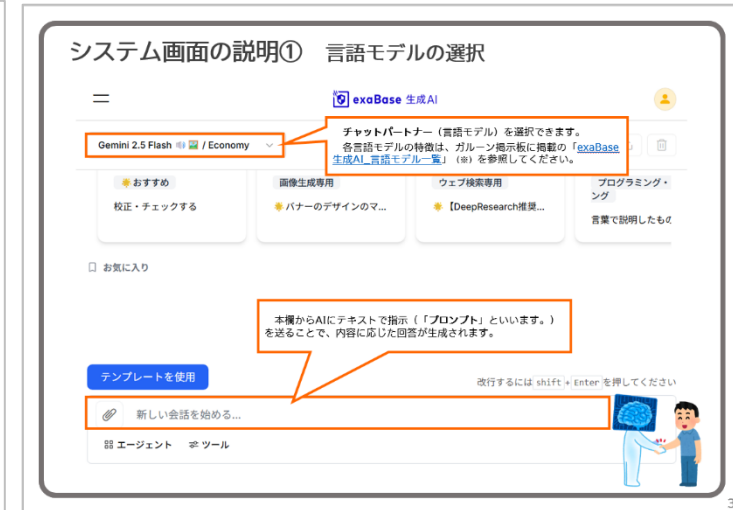 システム画面の説明① 言語モデルの選択
exaBase 生成AI
Gemini 2.5 Flash / Economy
チャットパートナー（言語モデル）を選択できます。
各言語モデルの特徴は、ガルーン掲示板に掲載の「exaBase
生成AI_言語モデル一覧」（※）を参照してください。
おすすめ
校正・チェックする
画像生成専用
バナーのデザインのマ...
ウェブ検索専用
【DeepResearch推奨...
プログラミング・
ング
言葉で説明したもの
お気に入り
本欄からAIにテキストで指示（「プロンプト」といいます。）
を送ることで、内容に応じた回答が生成されます。
テンプレートを使用
改行するには shift + Enter を押してください
新しい会話を始める...
エージェント ツール
3